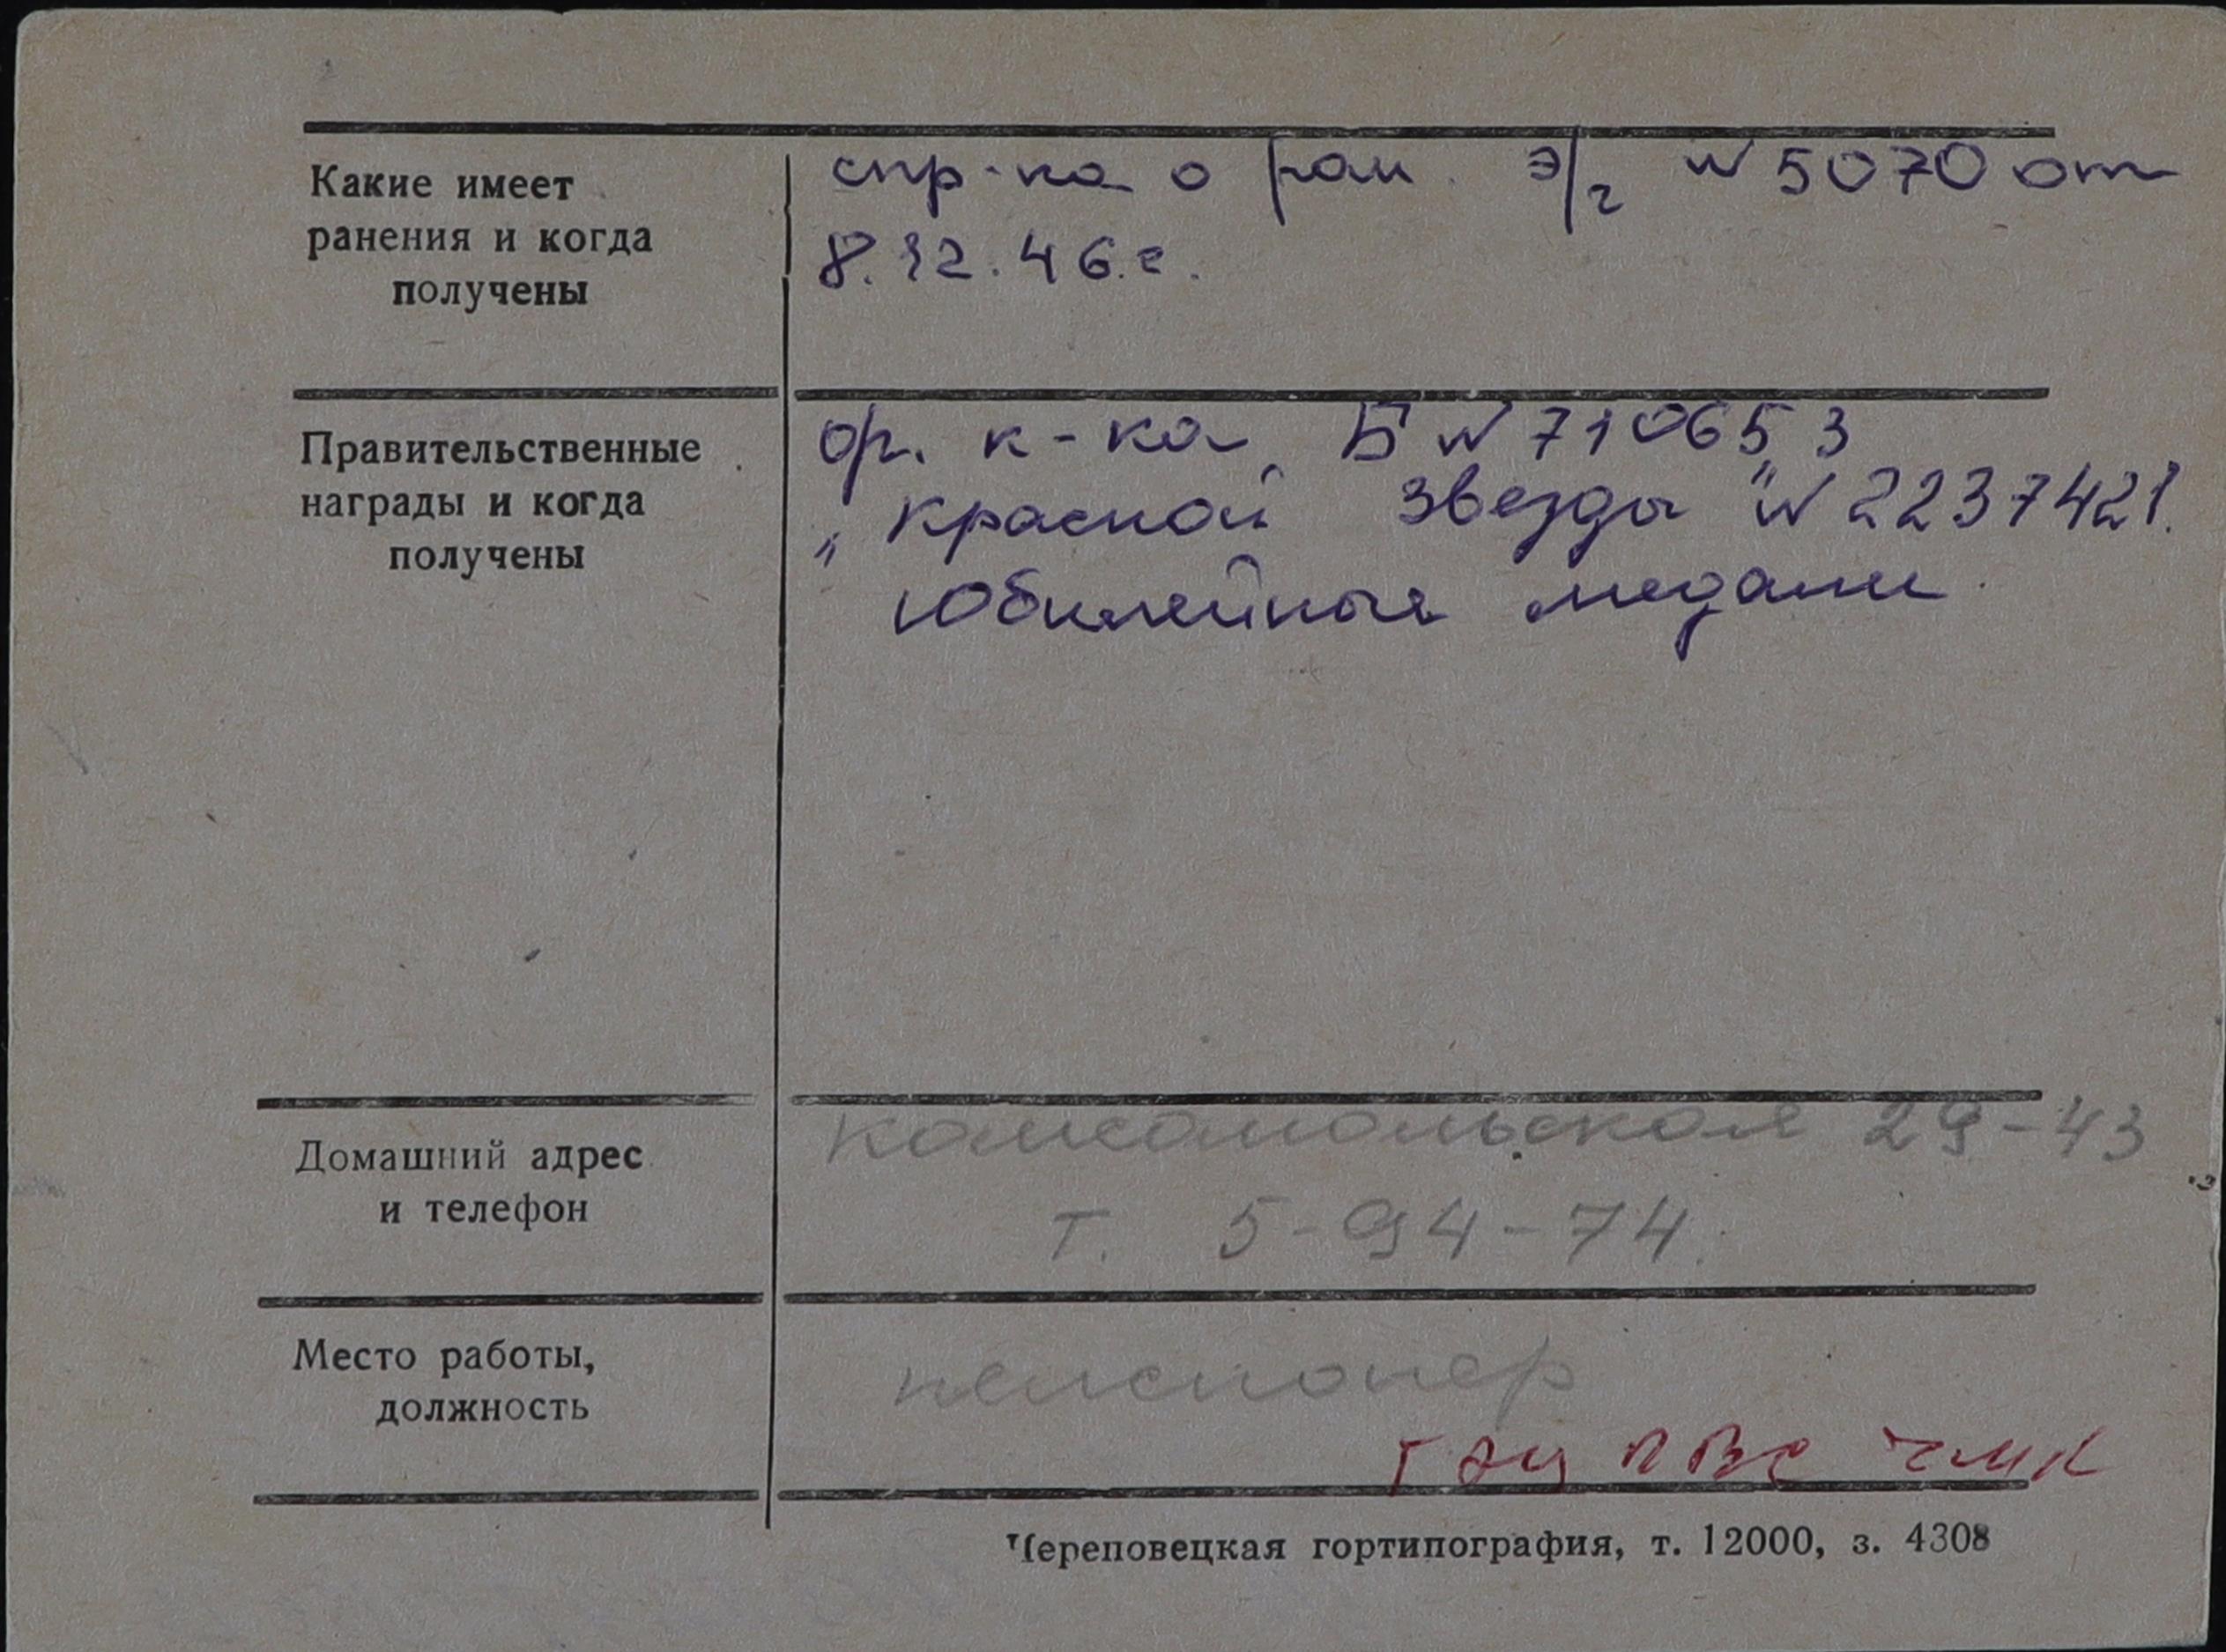 Какие имеет
ранения и когда
получены
спр-ка о ран. э/г № 5070 от
8.12.46.г.
Правительственные
награды и когда
получены
ор. к-ка Б № 710653
„Красной Звезды" № 2237421.
Юбилейные медали.
Домашний адрес
и телефон
Комсомольская 29-43
т. 5-94-74.
Место работы,
должность
пенсионер
ПВС ЧМК
Череповецкая гортипография, т. 12000, з. 4308